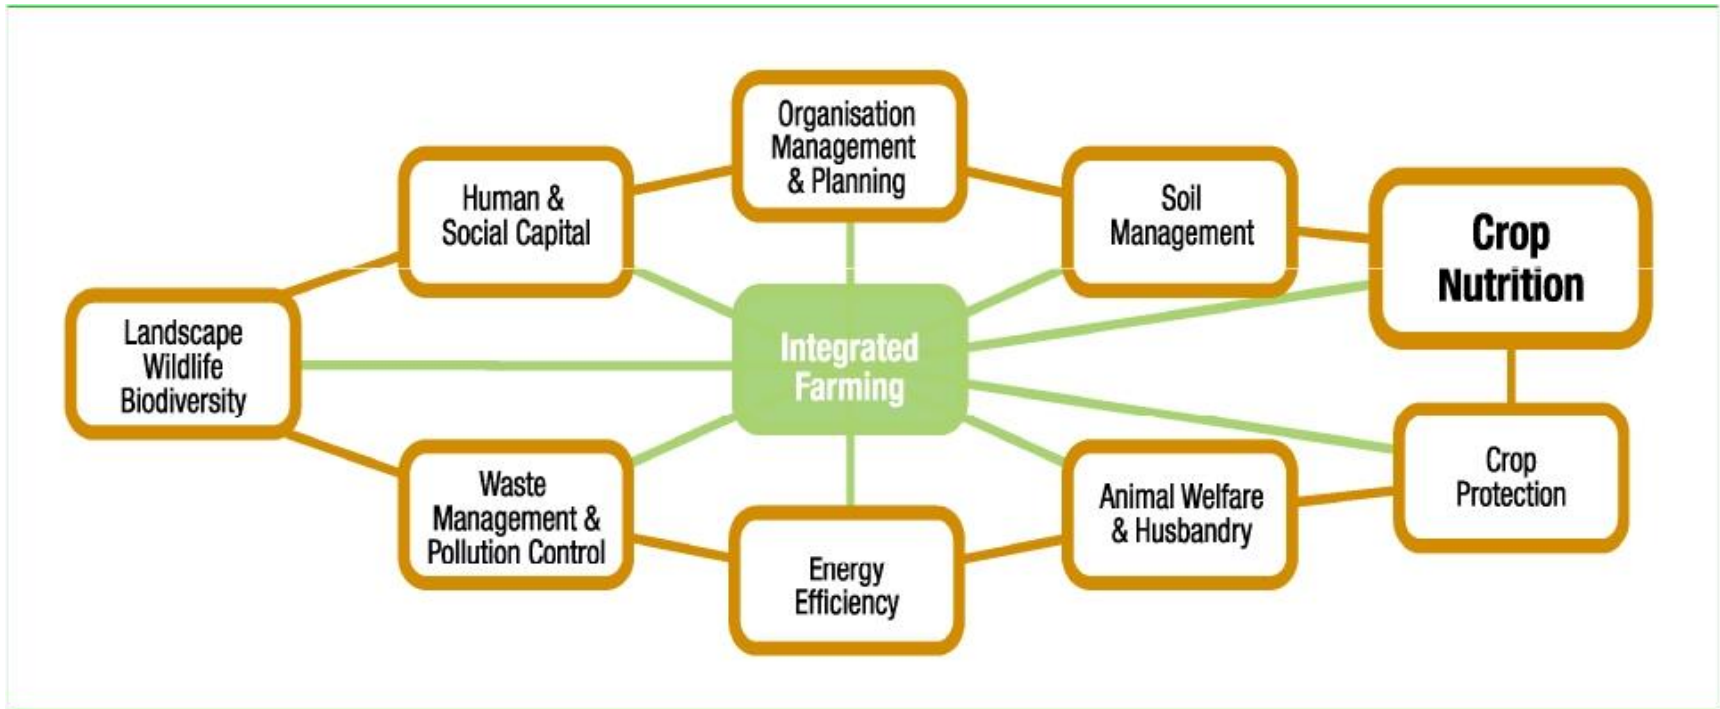 Organisation
Management
& Planning
Human &
Social Capital
Soil
Management
Crop
Nutrition
Landscape
Wildlife
Biodiversity
Integrated
Farming
Crop
Protection
Waste
Management &
Pollution Control
Animal Welfare
& Husbandry
Energy
Efficiency